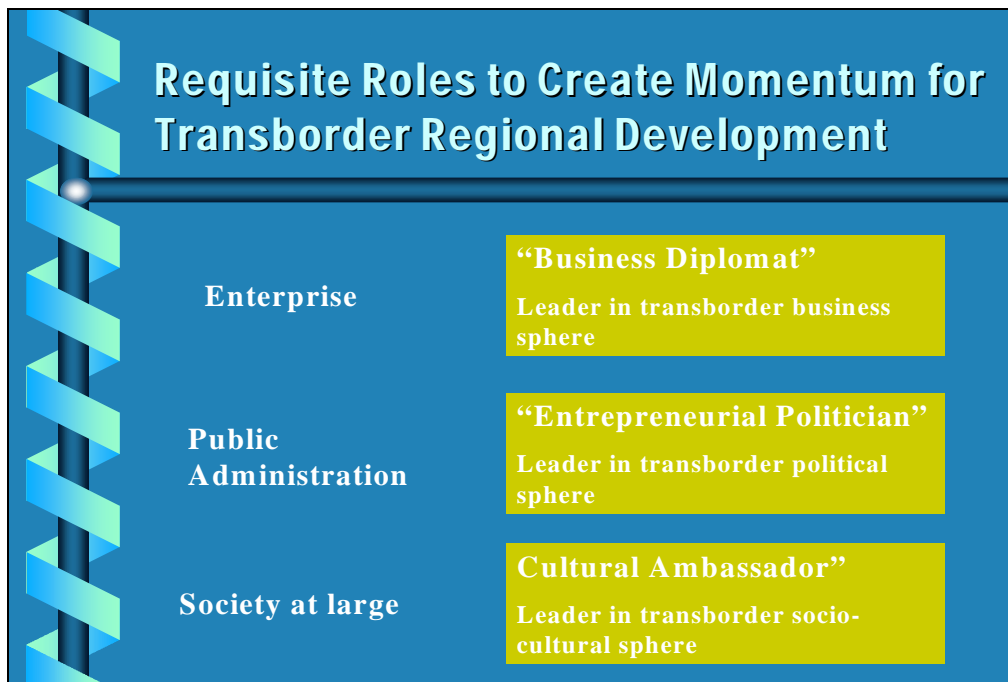 Requisite Roles to Create Momentum for
Transborder Regional Development
Enterprise
“Business Diplomat”
Leader in transborder business
sphere
Public
Administration
“Entrepreneurial Politician”
Leader in transborder political
sphere
Society at large
Cultural Ambassador”
Leader in transborder socio-
cultural sphere